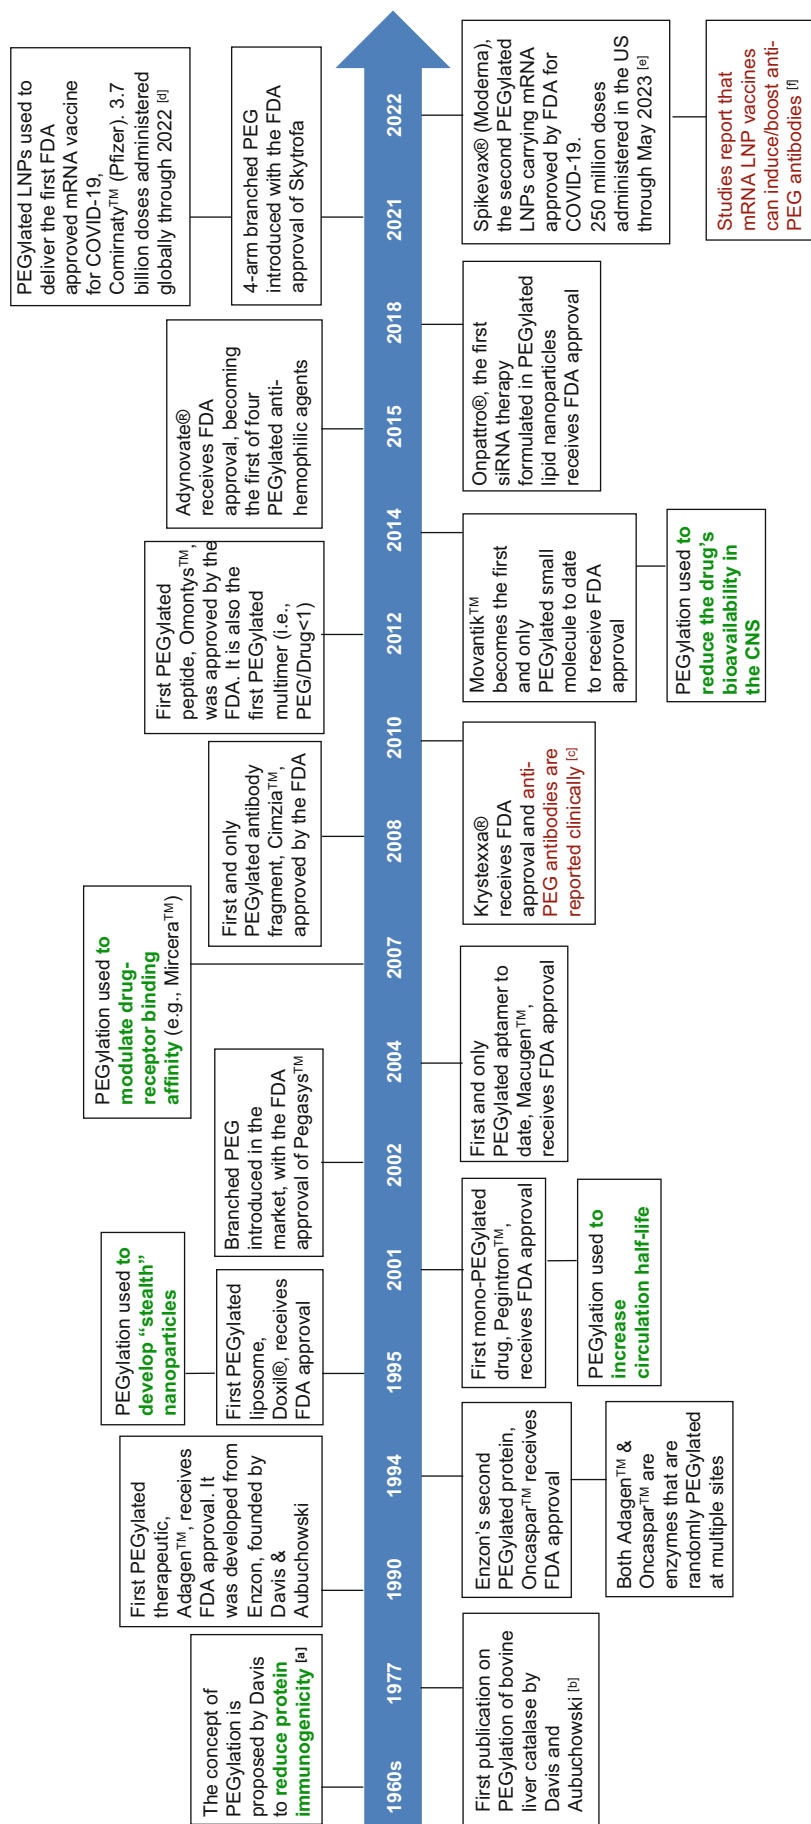 The concept of
PEGylation is
proposed by Davis
to reduce protein
immunogenicity [a]
First PEGylated
therapeutic,
Adagen™, receives
FDA approval. It
was developed from
Enzon, founded by
Davis &
Aubuchowski
PEGylation used to
develop “stealth”
nanoparticles
First PEGylated
liposome,
Doxil®, receives
FDA approval
Branched PEG
introduced in the
market, with the FDA
approval of Pegasys™
PEGylation used to
modulate drug-
receptor binding
affinity (e.g., Mircera™)
First and only
PEGylated antibody
fragment, Cimzia™,
approved by the FDA
First PEGylated
peptide, Omontys™,
was approved by the
FDA. It is also the
first PEGylated
multimer (i.e.,
PEG/Drug<1)
Adynovate®
receives FDA
approval, becoming
the first of four
PEGylated anti-
hemophilic agents
PEGylated LNPs used to
deliver the first FDA
approved mRNA vaccine
for COVID-19,
Comirnaty™ (Pfizer). 3.7
billion doses administered
globally through 2022 [d]
4-arm branched PEG
introduced with the FDA
approval of Skytrofa
1960s
1977
1990
1994
1995
2001
2002
2004
2007
2008
2010
2012
2014
2015
2018
2021
2022
First publication on
PEGylation of bovine
liver catalase by
Davis and
Aubuchowski [b]
Enzon’s second
PEGylated protein,
Oncaspar™ receives
FDA approval
Both Adagen™ &
Oncaspar™ are
enzymes that are
randomly PEGylated
at multiple sites
First mono-PEGylated
drug, Pegintron™,
receives FDA approval
PEGylation used to
increase
circulation half-life
First and only
PEGylated aptamer to
date, Macugen™,
receives FDA approval
Krystexxa®
receives FDA
approval and anti-
PEG antibodies are
reported clinically [c]
Movantik™
becomes the first
and only
PEGylated small
molecule to date
to receive FDA
approval
PEGylation used to
reduce the drug’s
bioavailability in
the CNS
Onpattro®, the first
siRNA therapy
formulated in PEGylated
lipid nanoparticles
receives FDA approval
Spikevax® (Moderna),
the second PEGylated
LNPs carrying mRNA
approved by FDA for
COVID-19.
250 million doses
administered in the US
through May 2023 [e]
Studies report that
mRNA LNP vaccines
can induce/boost anti-
PEG antibodies [f]